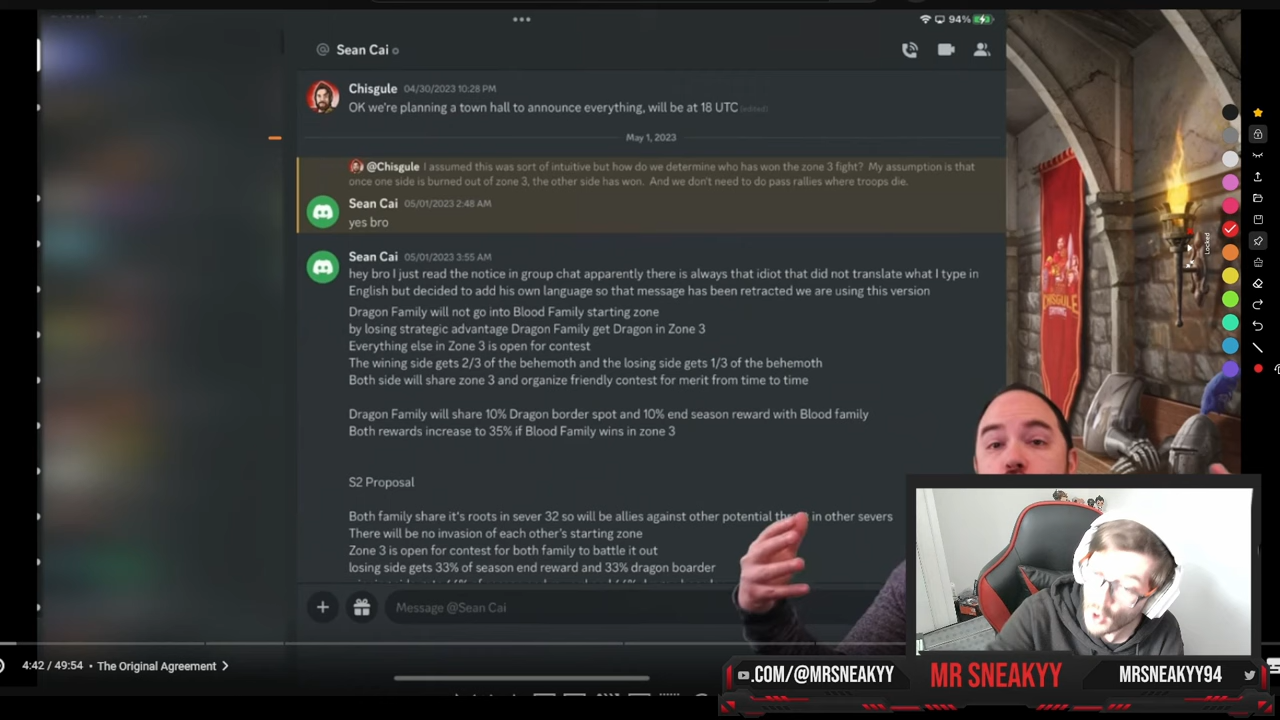 94%
Sean Cai
Chisgule 04/30/2023 10:28 PM
OK we're planning a town hall to announce everything, will be at 18 UTC (edited)
May 1, 2023
@Chisgule I assumed this was sort of intuitive but how do we determine who has won the zone 3 fight? My assumption is that
once one side is burned out of zone 3, the other side has won. And we don't need to do pass rallies where troops die.
Sean Cai 05/01/2023 2:48 AM
yes bro
Sean Cai 05/01/2023 3:55 AM
hey bro I just read the notice in group chat apparently there is always that idiot that did not translate what I type in
English but decided to add his own language so that message has been retracted we are using this version
Dragon Family will not go into Blood Family starting zone
by losing strategic advantage Dragon Family get Dragon in Zone 3
Everything else in Zone 3 is open for contest
The wining side gets 2/3 of the behemoth and the losing side gets 1/3 of the behemoth
Both side will share zone 3 and organize friendly contest for merit from time to time
Dragon Family will share 10% Dragon border spot and 10% end season reward with Blood family
Both rewards increase to 35% if Blood Family wins in zone 3
S2 Proposal
Both family share it's roots in sever 32 so will be allies against other potential in other severs
There will be no invasion of each other's starting zone
Zone 3 is open for contest for both family to battle it out
losing side gets 33% of season end reward and 33% dragon boarder
Message @Sean Cai
CHISGULE
GAMING
Locked
4:42 / 49:54 • The Original Agreement
.COM/@MRSNEAKYY
MR SNEAKYY
MRSNEAKYY94